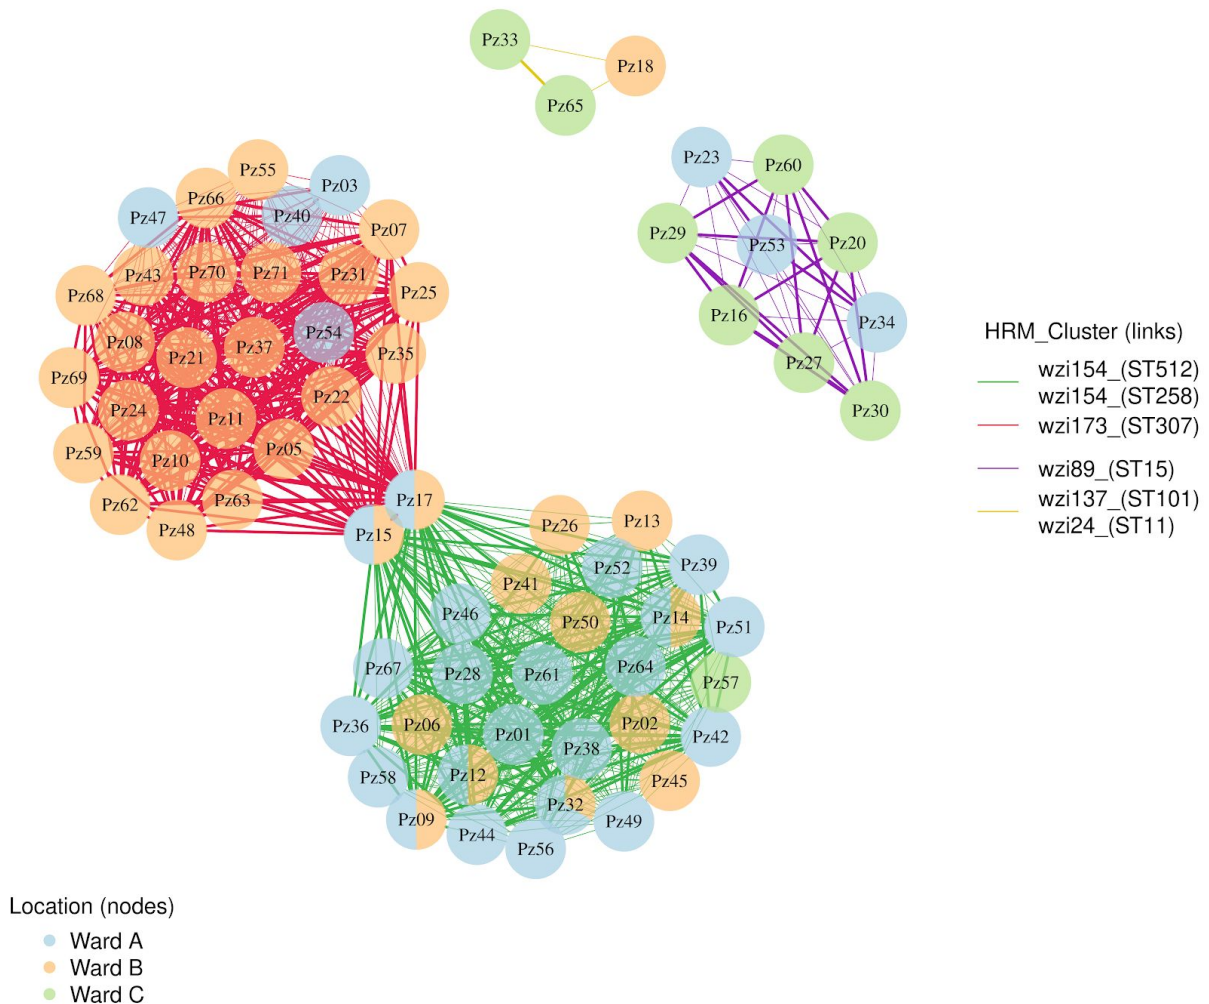 Pz33
Pz18
Pz65
Pz23
Pz60
Pz55
Pz03
Pz66
Pz47
Pz40
Pz07
Pz29
Pz53
Pz20
Pz43
Pz70
Pz71
Pz31
Pz25
Pz68
Pz16
Pz34
Pz54
Pz08
Pz21
Pz37
Pz35
Pz27
Pz69
Pz22
Pz24
Pz11
Pz30
Pz59
Pz10
Pz05
Pz62
Pz63
Pz48
Pz17
Pz15
Pz26
Pz13
Pz52
Pz39
Pz41
Pz46
Pz50
Pz14
Pz51
Pz67
Pz28
Pz61
Pz64
Pz57
Pz36
Pz06
Pz01
Pz38
Pz02
Pz42
Pz58
Pz12
Pz45
Pz32
Pz09
Pz44
Pz56
Pz49
HRM_Cluster (links)
wzi154_(ST512)
wzi154_(ST258)
wzi173_(ST307)
wzi89_(ST15)
wzi137_(ST101)
wzi24_(ST11)
Location (nodes)
Ward A
Ward B
Ward C